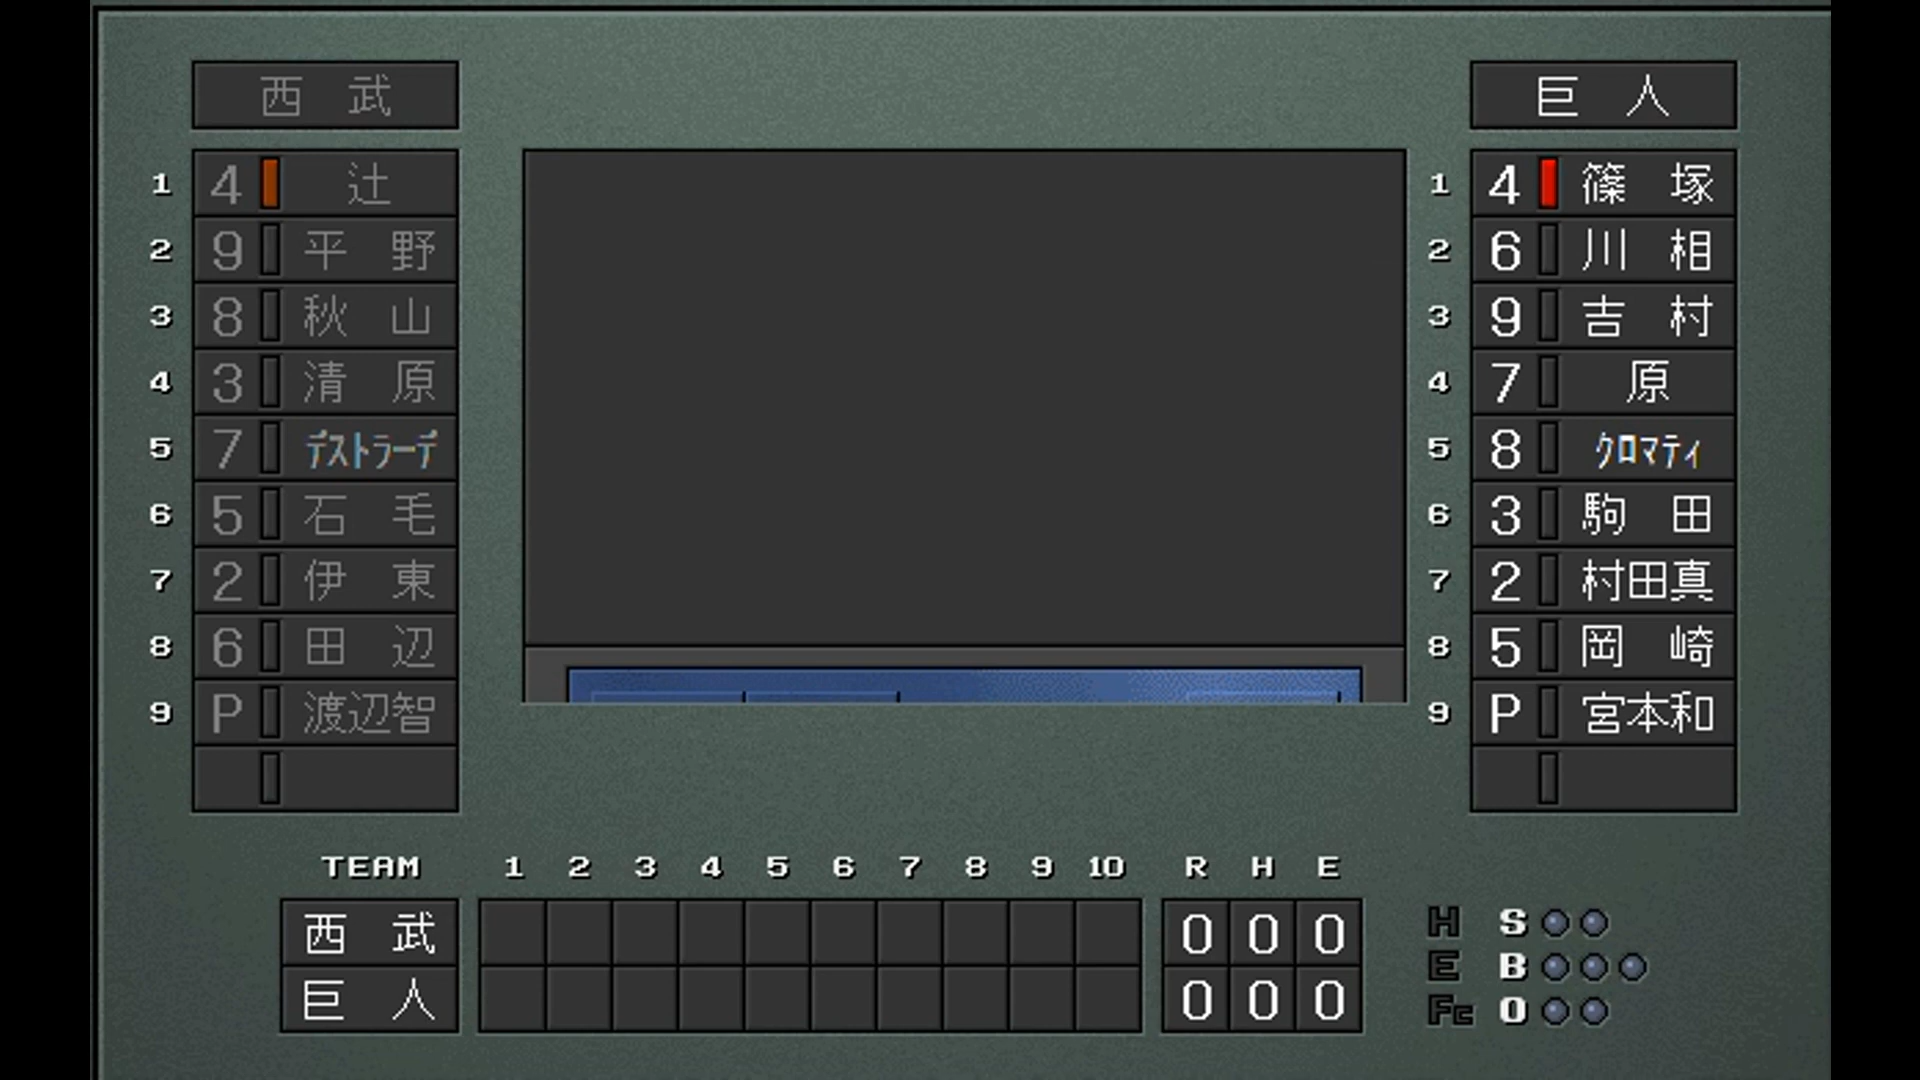 西 武
1 4 辻
2 9 平 野
3 8 秋 山
4 3 清 原
5 7 ﾃﾞｽﾄﾗｰﾃﾞ
6 5 石 毛
7 2 伊 東
8 6 田 辺
9 P 渡辺智
巨 人
1 4 篠 塚
2 6 川 相
3 9 吉 村
4 7 原
5 8 ｸﾛﾏﾃｨ
6 3 駒 田
7 2 村田真
8 5 岡 崎
9 P 宮本和
TEAM 1 2 3 4 5 6 7 8 9 10 R H E
西 武 0 0 0
巨 人 0 0 0
H S
E B
Fc O